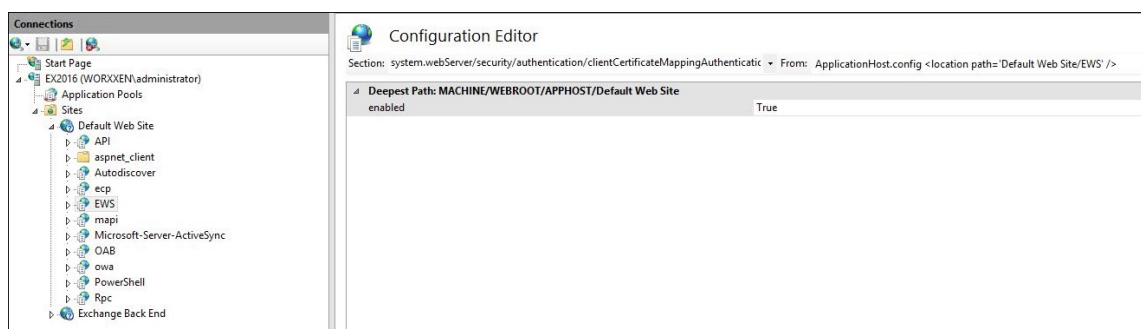 Connections
Start Page
EX2016 (WORXXEN\administrator)
Application Pools
Sites
Default Web Site
API
aspnet_client
Autodiscover
ecp
EWS
mapi
Microsoft-Server-ActiveSync
OAB
owa
PowerShell
Rpc
Exchange Back End
Configuration Editor
Section: system.webServer/security/authentication/clientCertificateMappingAuthenticatic From: ApplicationHost.config <location path='Default Web Site/EWS' />
Deepest Path: MACHINE/WEBROOT/APPHOST/Default Web Site
enabled True